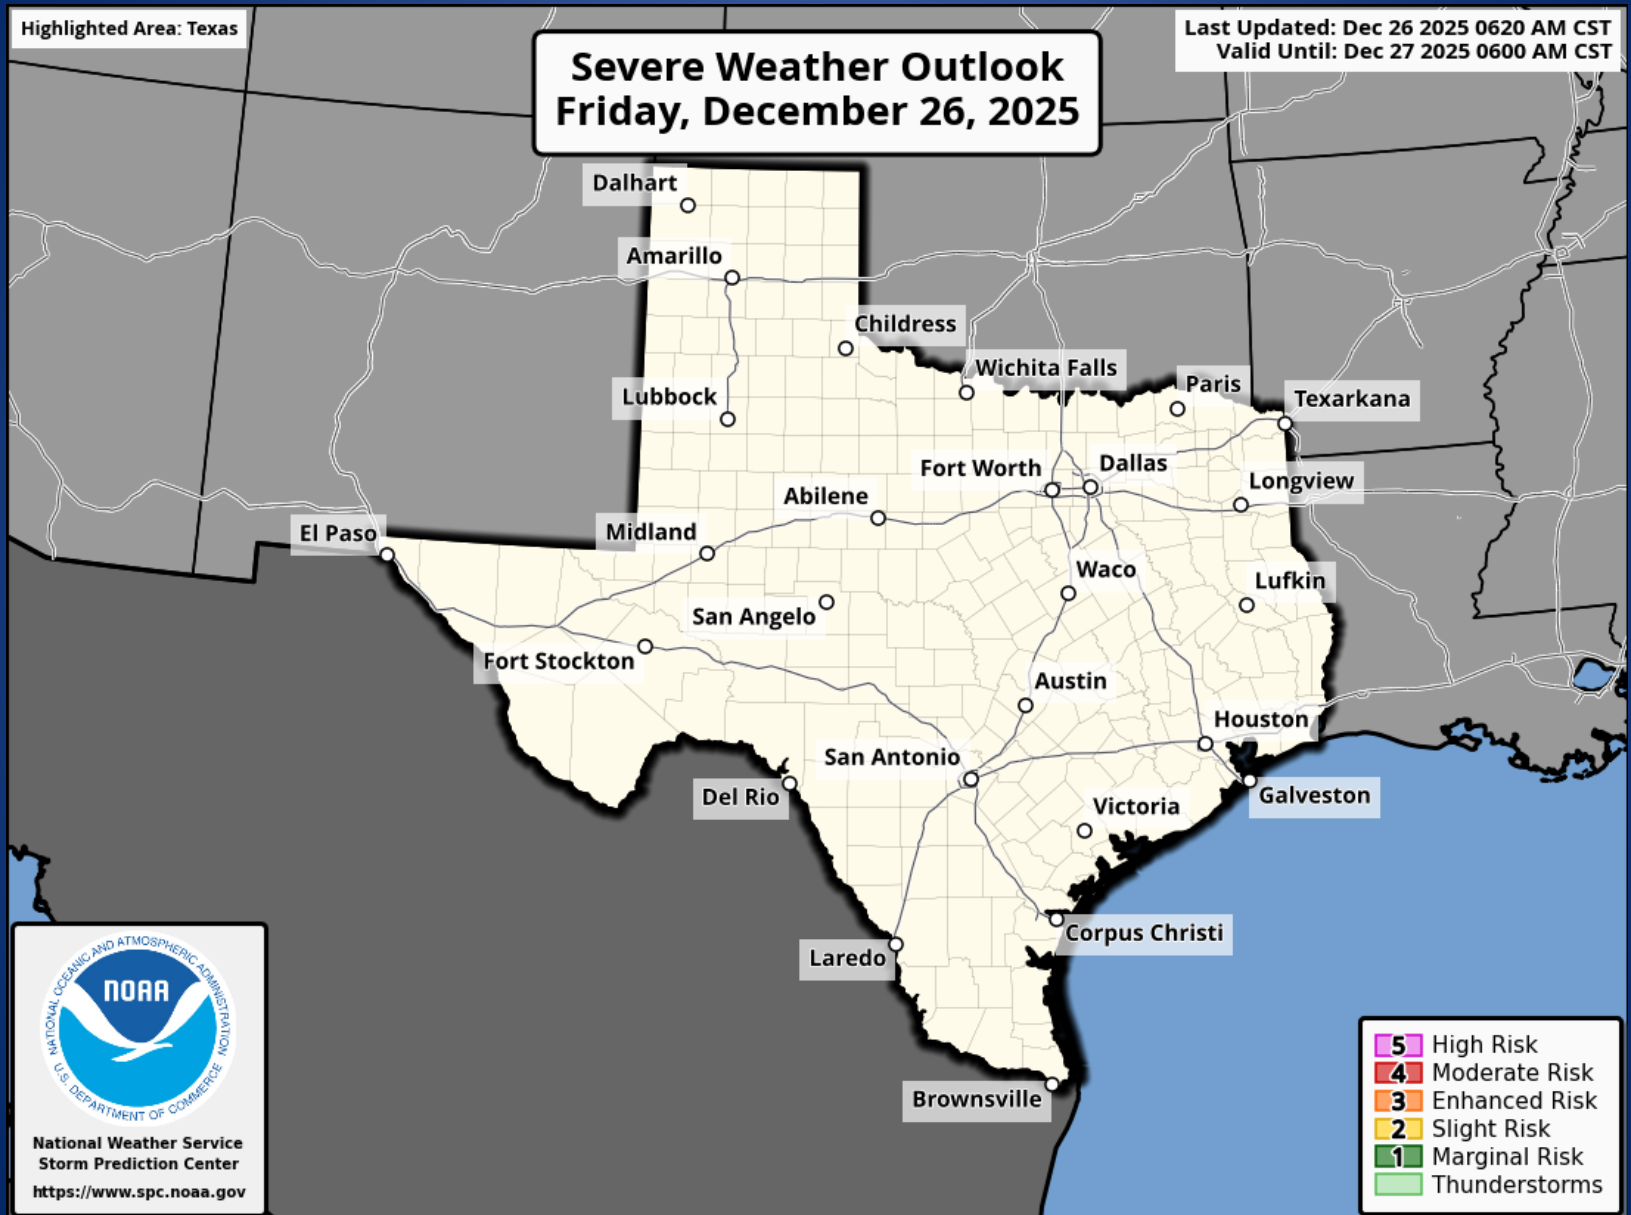 Highlighted Area: Texas
Severe Weather Outlook
Friday, December 26, 2025
Last Updated: Dec 26 2025 0620 AM CST
Valid Until: Dec 27 2025 0600 AM CST
Dalhart
Amarillo
Childress
Wichita Falls
Paris
Texarkana
Lubbock
Fort Worth
Dallas
Longview
Abilene
El Paso
Midland
Waco
Lufkin
San Angelo
Fort Stockton
Austin
Houston
San Antonio
Del Rio
Galveston
Victoria
Corpus Christi
Laredo
Brownsville
NATIONAL OCEANIC AND ATMOSPHERIC ADMINISTRATION
NOAA
U.S. DEPARTMENT OF COMMERCE
National Weather Service
Storm Prediction Center
https://www.spc.noaa.gov
5 High Risk
4 Moderate Risk
3 Enhanced Risk
2 Slight Risk
1 Marginal Risk
Thunderstorms